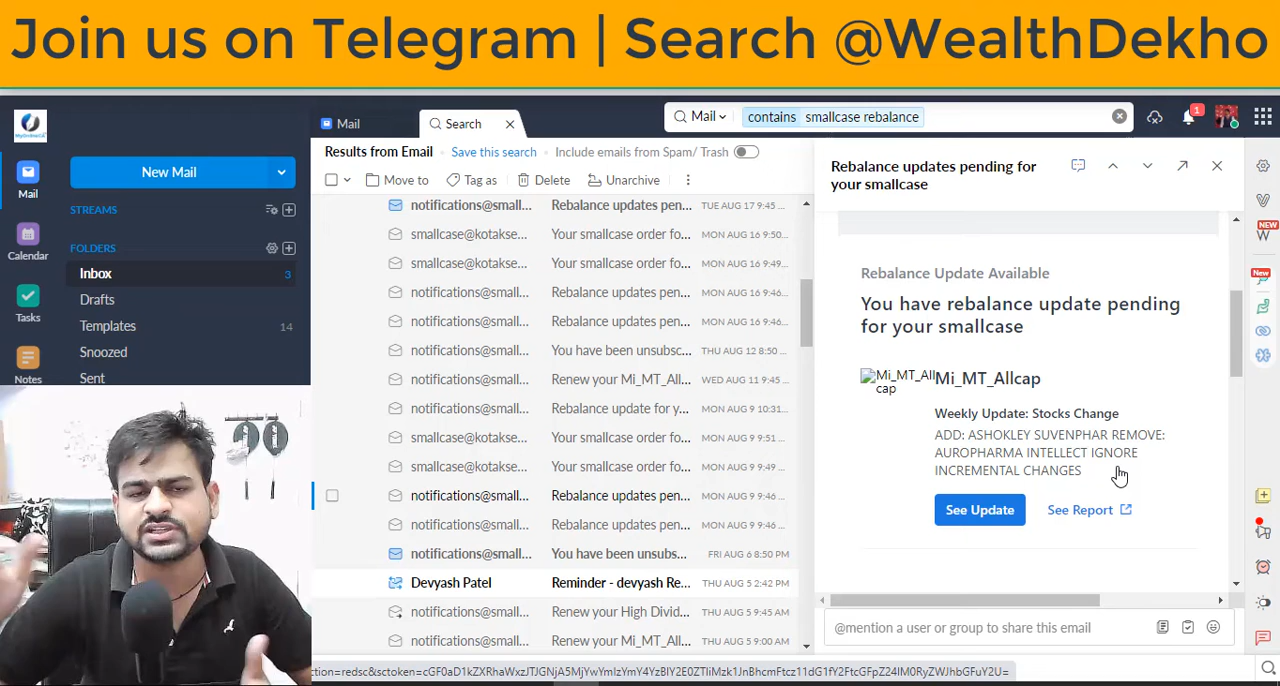 Join us on Telegram | Search @WealthDekho
Mail
Search
Mail
contains smallcase rebalance
1
Results from Email
Save this search
Include emails from Spam/ Trash
Move to
Tag as
Delete
Unarchive
New Mail
STREAMS
FOLDERS
Inbox 3
Drafts
Templates 14
Snoozed
Sent
Mail
Calendar
Tasks
Notes
notifications@small... Rebalance updates pen... TUE AUG 17 9:45 ...
smallcase@kotakse... Your smallcase order fo... MON AUG 16 9:50...
smallcase@kotakse... Your smallcase order fo... MON AUG 16 9:49...
notifications@small... Rebalance updates pen... MON AUG 16 9:46...
notifications@small... Rebalance updates pen... MON AUG 16 9:46...
notifications@small... You have been unsubsc... THU AUG 12 8:50 ...
notifications@small... Renew your Mi_MT_All... WED AUG 11 9:45...
notifications@small... Rebalance update for y... MON AUG 9 10:31...
smallcase@kotakse... Your smallcase order fo... MON AUG 9 9:51 ...
smallcase@kotakse... Your smallcase order fo... MON AUG 9 9:49 ...
notifications@small... Rebalance updates pen... MON AUG 9 9:46 ...
notifications@small... Rebalance updates pen... MON AUG 9 9:46 ...
notifications@small... You have been unsubs... FRI AUG 6 8:50 PM
Devyash Patel Reminder - devyash Re... THU AUG 5 2:42 PM
notifications@small... Renew your High Divid... THU AUG 5 9:45 AM
notifications@small... Renew your Mi_MT_All... THU AUG 5 9:00 AM
Rebalance updates pending for
your smallcase
Rebalance Update Available
You have rebalance update pending
for your smallcase
Mi_MT_All
cap
Mi_MT_Allcap
Weekly Update: Stocks Change
ADD: ASHOKLEY SUVENPHAR REMOVE:
AUROPHARMA INTELLECT IGNORE
INCREMENTAL CHANGES
See Update
See Report
@mention a user or group to share this email
NEW
New